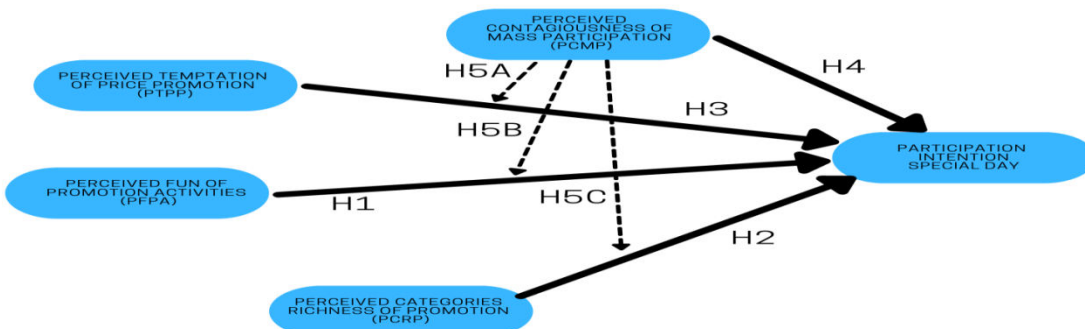 PERCEIVED
CONTAGIOUSNESS OF
MASS PARTICIPATION
(PCMP)
H5A
H4
PERCEIVED TEMPTATION
OF PRICE PROMOTION
(PTPP)
H3
H5B
PARTICIPATION
INTENTION
SPECIAL DAY
PERCEIVED FUN OF
PROMOTION ACTIVITIES
(PFPA)
H1
H5C
H2
PERCEIVED CATEGORIES
RICHNESS OF PROMOTION
(PCRP)